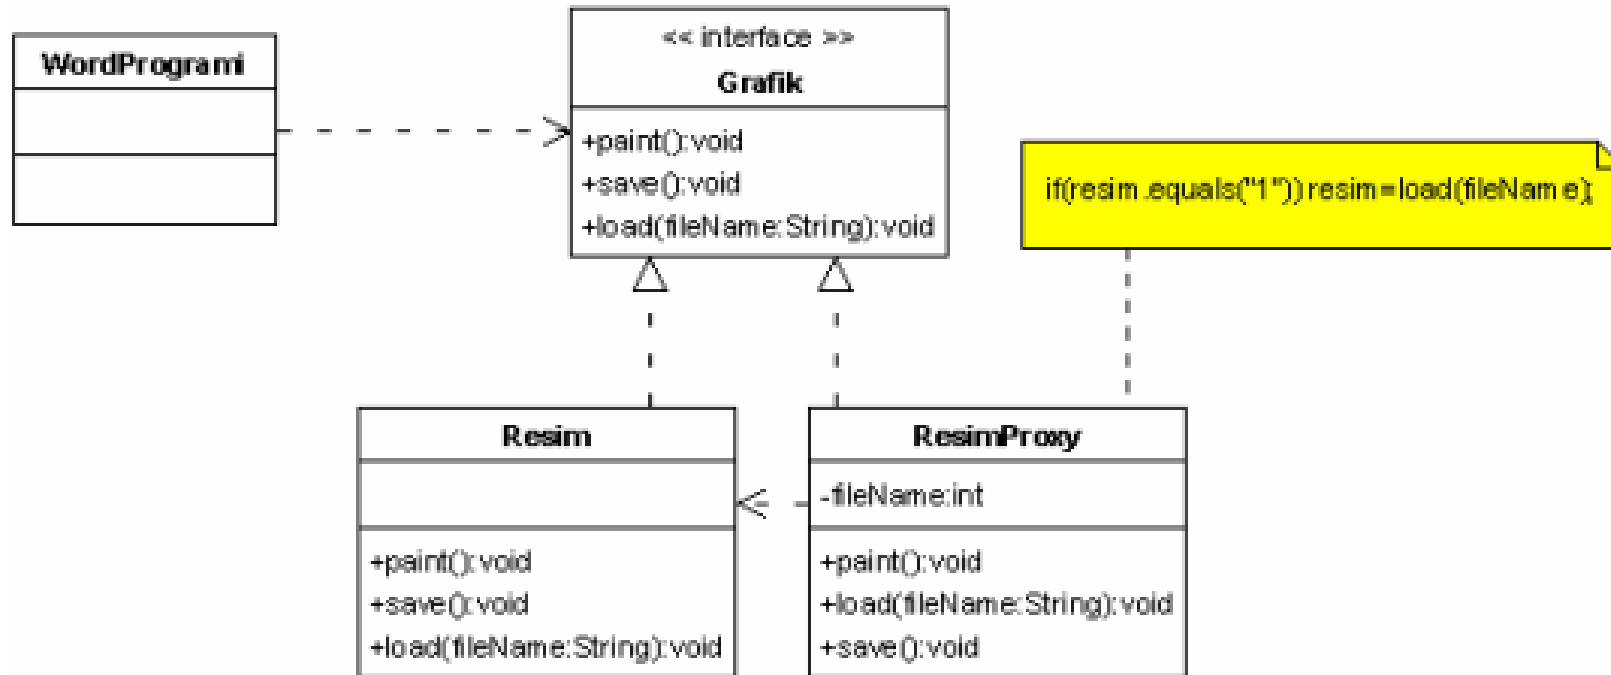 WordProgrami
<< interface >>
Grafik
+paint():void
+save():void
+load(fileName:String):void
if(resim.equals("1")) resim=load(fileName);
Resim
+paint():void
+save():void
+load(fileName:String):void
ResimProxy
-fileName:int
+paint():void
+load(fileName:String):void
+save():void